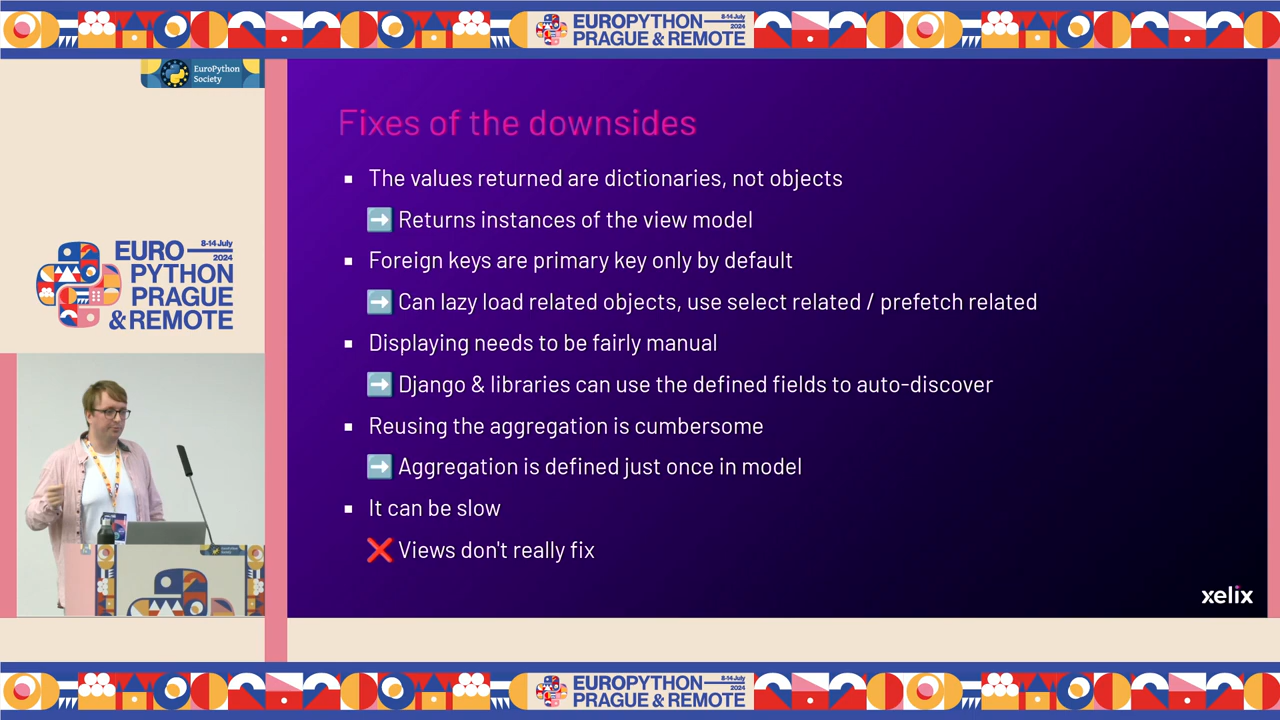 EUROPYTHON
8-14 July
2024
PRAGUE & REMOTE
EuroPython
Society
EURO
8-14 July
2024
PYTHON
PRAGUE
& REMOTE
Fixes of the downsides
The values returned are dictionaries, not objects
➡ Returns instances of the view model
Foreign keys are primary key only by default
➡ Can lazy load related objects, use select related / prefetch related
Displaying needs to be fairly manual
➡ Django & libraries can use the defined fields to auto-discover
Reusing the aggregation is cumbersome
➡ Aggregation is defined just once in model
It can be slow
❌ Views don't really fix
xelix
EUROPYTHON
8-14 July
2024
PRAGUE & REMOTE